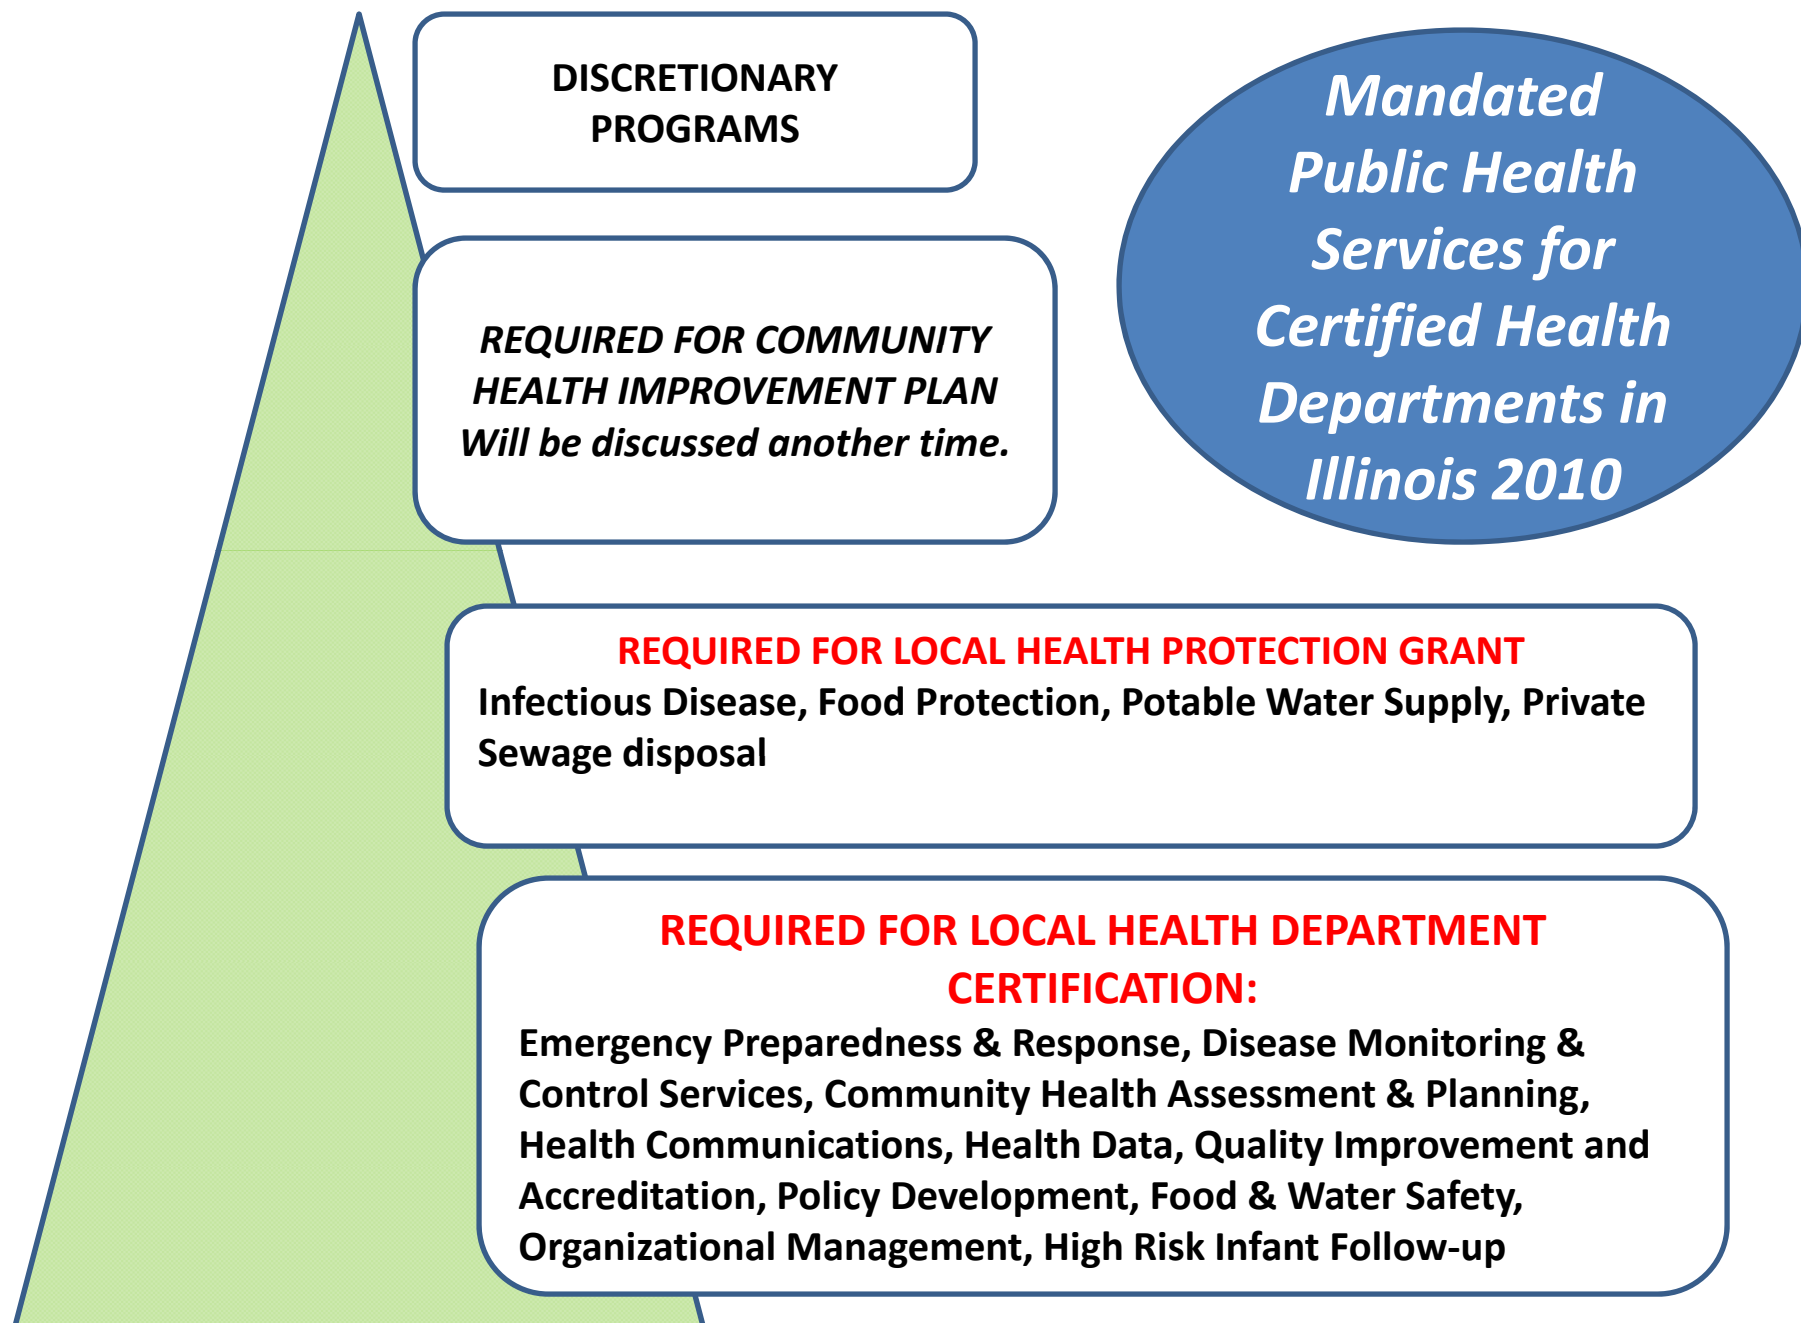 DISCRETIONARY
PROGRAMS
Mandated
Public Health
Services for
Certified Health
Departments in
Illinois 2010
REQUIRED FOR COMMUNITY
HEALTH IMPROVEMENT PLAN
Will be discussed another time.
REQUIRED FOR LOCAL HEALTH PROTECTION GRANT
Infectious Disease, Food Protection, Potable Water Supply, Private
Sewage disposal
REQUIRED FOR LOCAL HEALTH DEPARTMENT
CERTIFICATION:
Emergency Preparedness & Response, Disease Monitoring &
Control Services, Community Health Assessment & Planning,
Health Communications, Health Data, Quality Improvement and
Accreditation, Policy Development, Food & Water Safety,
Organizational Management, High Risk Infant Follow-up